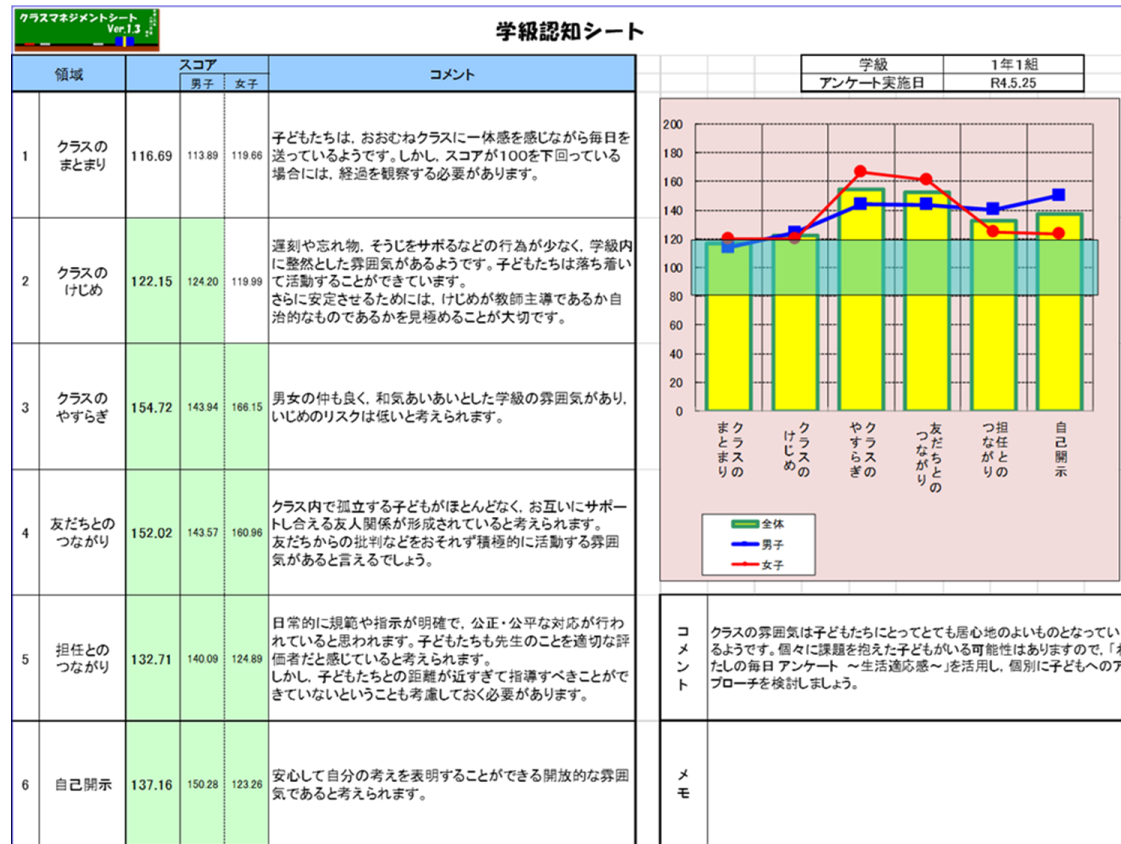 クラスマネジメントシート
Ver.1.3
学級認知シート
領域
スコア
男子
女子
コメント
学級
1年1組
アンケート実施日
R4.5.25
1
クラスの
まとまり
116.69
113.89
119.66
子どもたちは，おおむねクラスに一体感を感じながら毎日を
送っているようです。しかし，スコアが100を下回っている
場合には，経過を観察する必要があります。
2
クラスの
けじめ
122.15
124.20
119.99
遅刻や忘れ物，そうじをサボるなどの行為が少なく，学級内
に整然とした雰囲気があるようです。子どもたちは落ち着い
て活動することができています。
さらに安定させるためには，けじめが教師主導であるか自
治的なものであるかを見極めることが大切です。
3
クラスの
やすらぎ
154.72
143.94
166.15
男女の仲も良く，和気あいあいとした学級の雰囲気があり，
いじめのリスクは低いと考えられます。
4
友だちとの
つながり
152.02
143.57
160.96
クラス内で孤立する子どもがほとんどなく，お互いにサポー
トし合える友人関係が形成されていると考えられます。
友だちからの批判などをおそれず積極的に活動する雰囲
気があると言えるでしょう。
5
担任との
つながり
132.71
140.09
124.89
日常的に規範や指示が明確で，公正・公平な対応が行わ
れていると思われます。子どもたちも先生のことを適切な評
価者だと感じていると考えられます。
しかし，子どもたちとの距離が近すぎて指導すべきことがで
きていないということも考慮しておく必要があります。
6
自己開示
137.16
150.28
123.26
安心して自分の考えを表明することができる開放的な雰囲
気であると考えられます。
200
180
160
140
120
100
80
60
40
20
0
クラスの
まとまり
クラスの
けじめ
クラスの
やすらぎ
友だちとの
つながり
担任との
つながり
自己開示
全体
男子
女子
コメント
クラスの雰囲気は子どもたちにとってとても居心地のよいものとなってい
るようです。個々に課題を抱えた子どもがいる可能性はありますので，「わ
たしの毎日 アンケート ～生活適応感～」を活用し，個別に子どもへのア
プローチを検討しましょう。
メモ